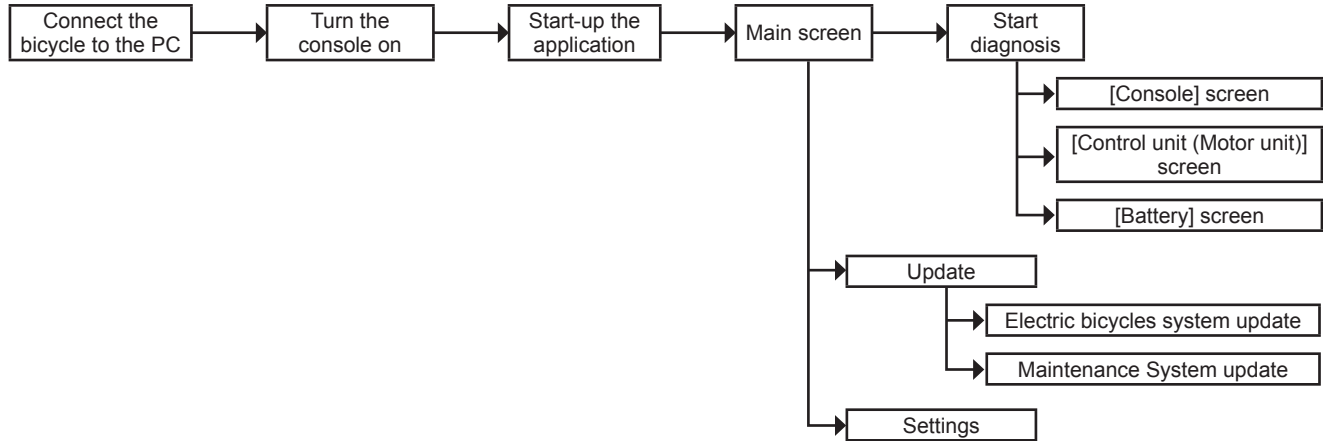 Connect the
bicycle to the PC
Turn the
console on
Start-up the
application
Main screen
Start
diagnosis
[Console] screen
[Control unit (Motor unit)]
screen
[Battery] screen
Update
Electric bicycles system update
Maintenance System update
Settings